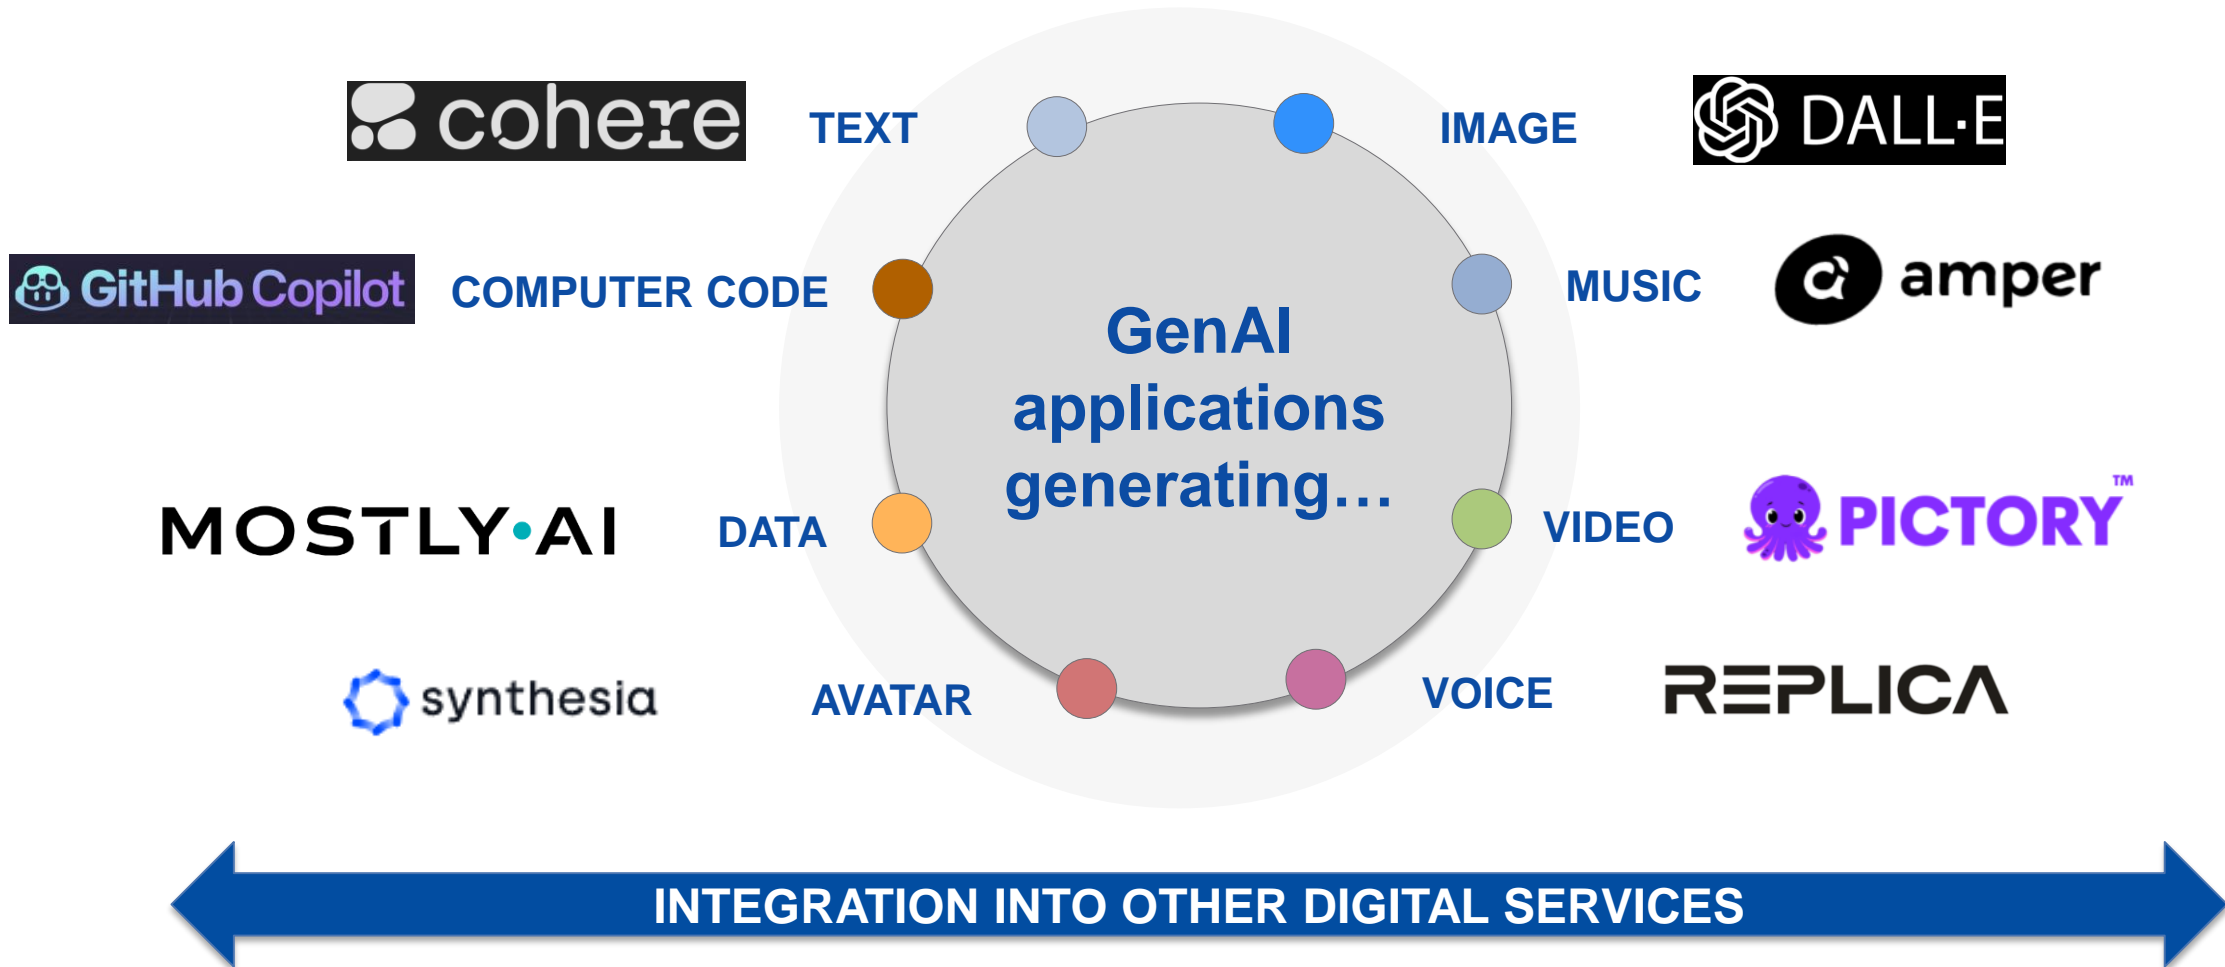 cohere TEXT IMAGE DALL·E
GitHub Copilot COMPUTER CODE MUSIC amper
GenAI
applications
generating…
MOSTLY·AI DATA VIDEO PICTORY™
synthesia AVATAR VOICE REPLICA
INTEGRATION INTO OTHER DIGITAL SERVICES